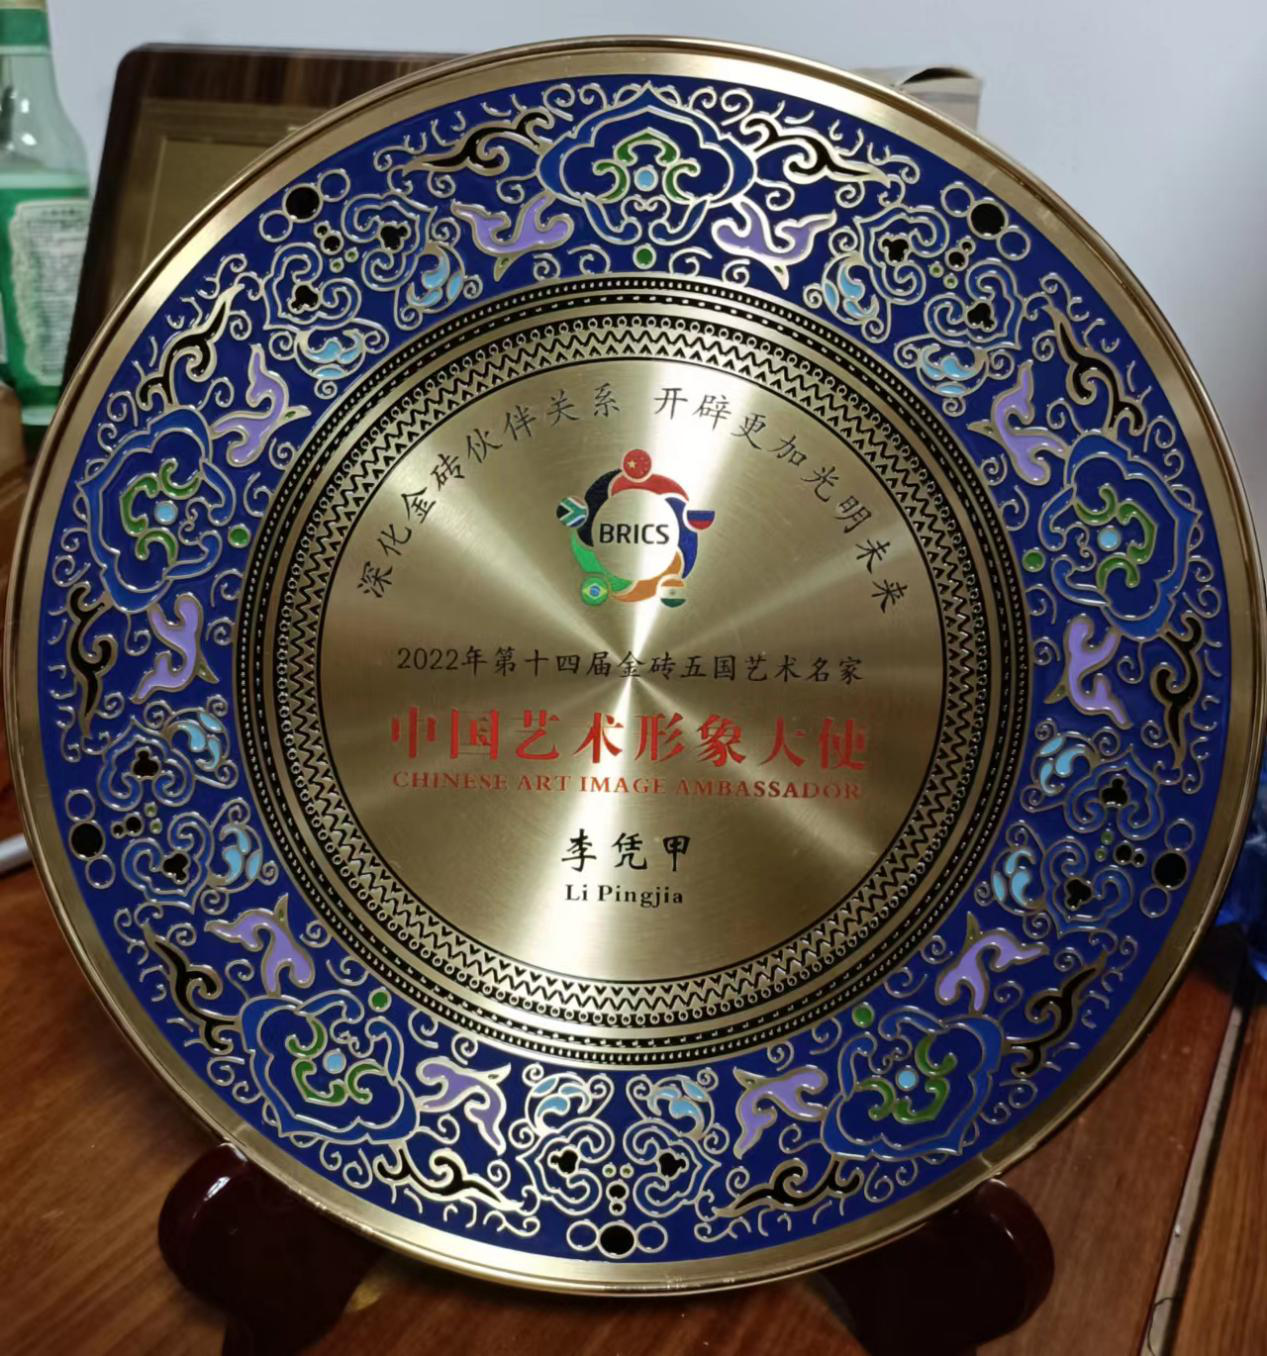 深化金砖伙伴关系 开辟更加光明未来
BRICS
2022年第十四届金砖五国艺术名家
中国艺术形象大使
CHINESE ART IMAGE AMBASSADOR
李凭甲
Li Pingjia